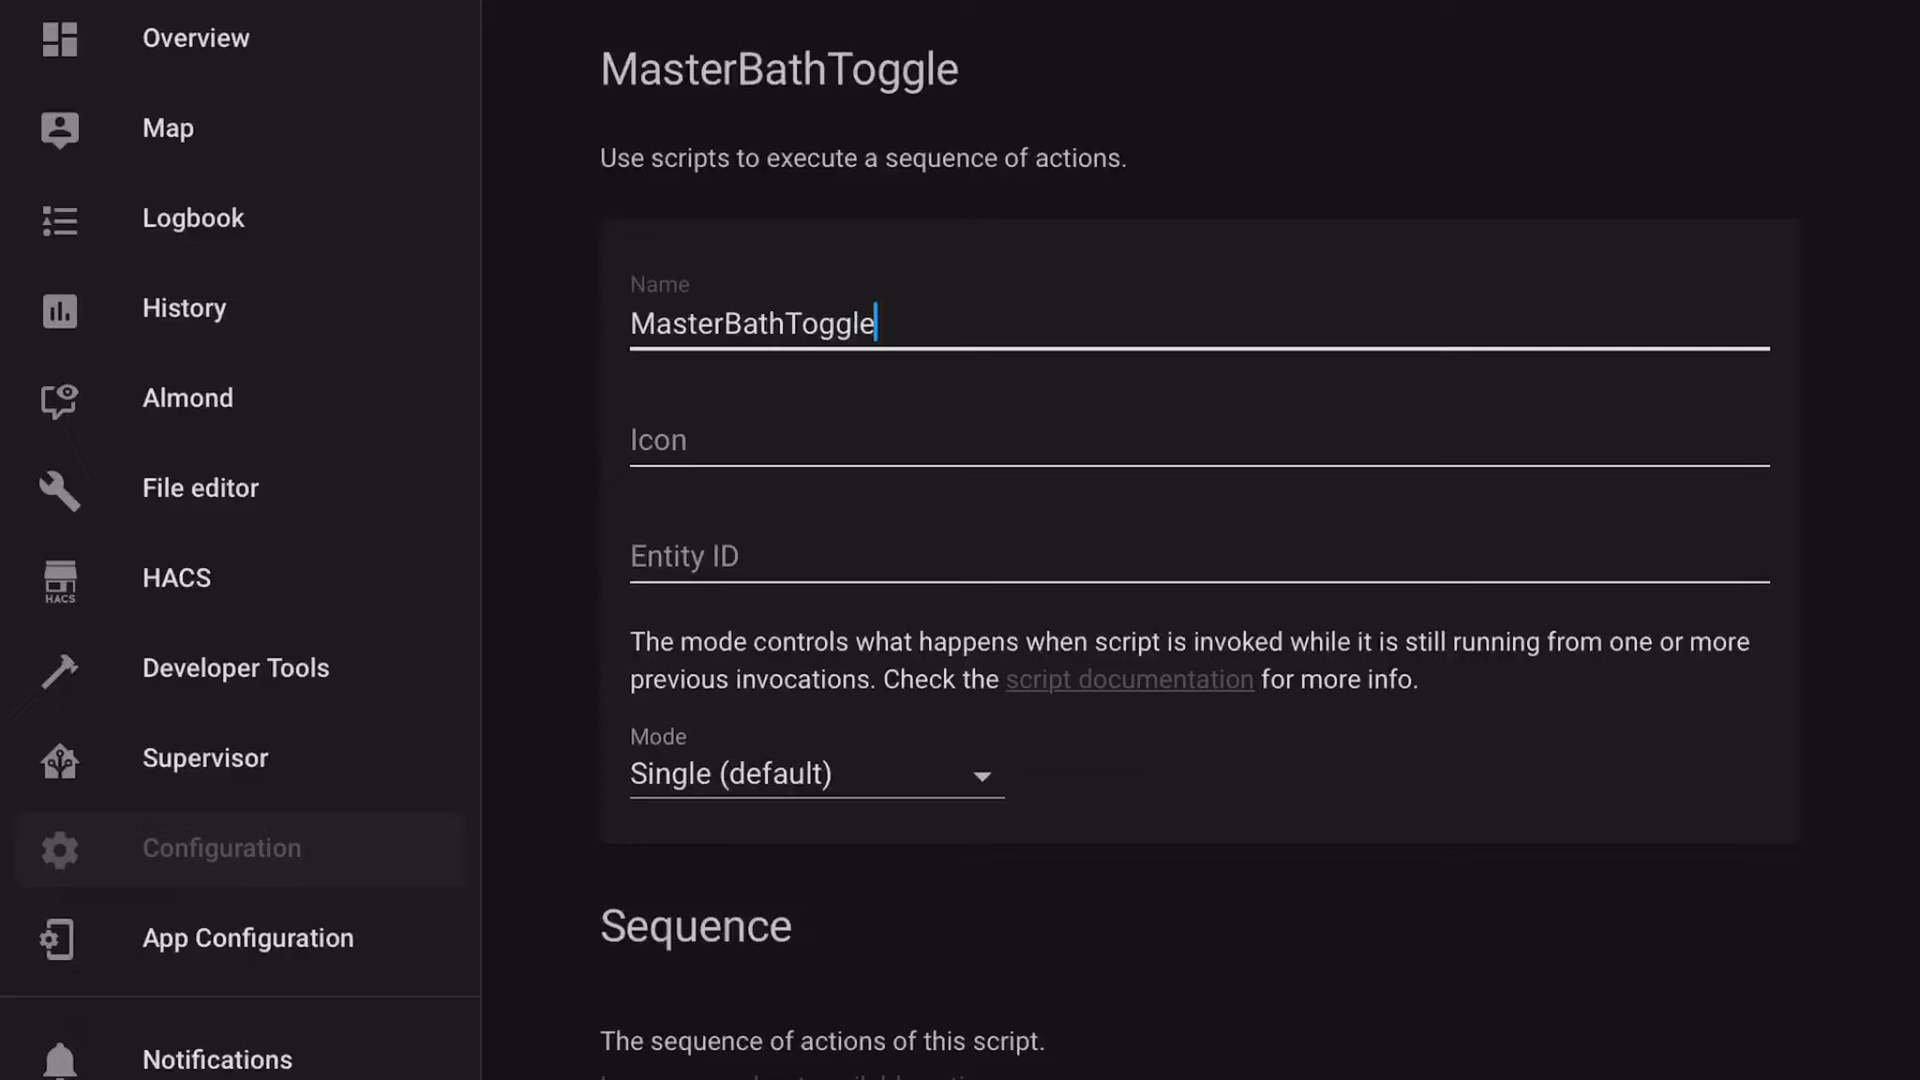 Overview
Map
Logbook
History
Almond
File editor
HACS
HACS
Developer Tools
Supervisor
Configuration
App Configuration
Notifications
MasterBathToggle
Use scripts to execute a sequence of actions.
Name
MasterBathToggle
Icon
Entity ID
The mode controls what happens when script is invoked while it is still running from one or more
previous invocations. Check the script documentation for more info.
Mode
Single (default)
Sequence
The sequence of actions of this script.